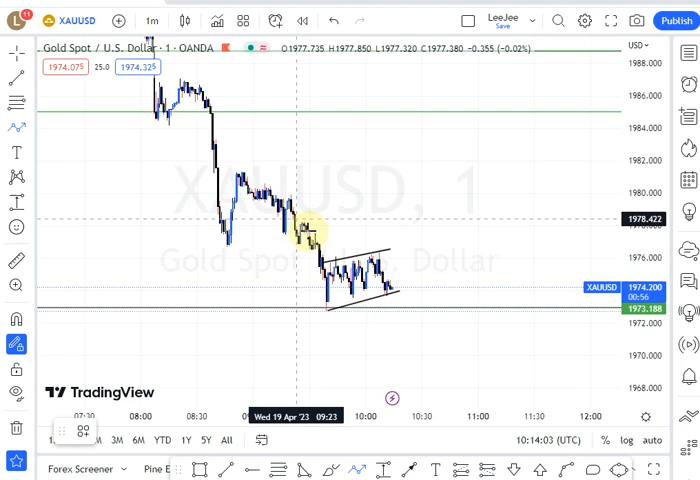 L 11 XAUUSD 1m LeeJee Save Publish
Gold Spot / U.S. Dollar · 1 · OANDA O1977.735 H1977.850 L1977.320 C1977.380 −0.355 (−0.02%) USD
1974.075 25.0 1974.325
1988.000
1986.000
1984.000
1982.000
XAUUSD, 1
1980.000
1978.422
Gold Spot / U.S. Dollar
1976.000
XAUUSD 1974.200
00:56
1973.188
1972.000
1970.000
TradingView
1968.000
07:30 08:00 08:30 Wed 19 Apr '23 09:23 10:00 10:30 11:00 11:30 12:00
3M 6M YTD 1Y 5Y All 10:14:03 (UTC) % log auto
Forex Screener Pine E